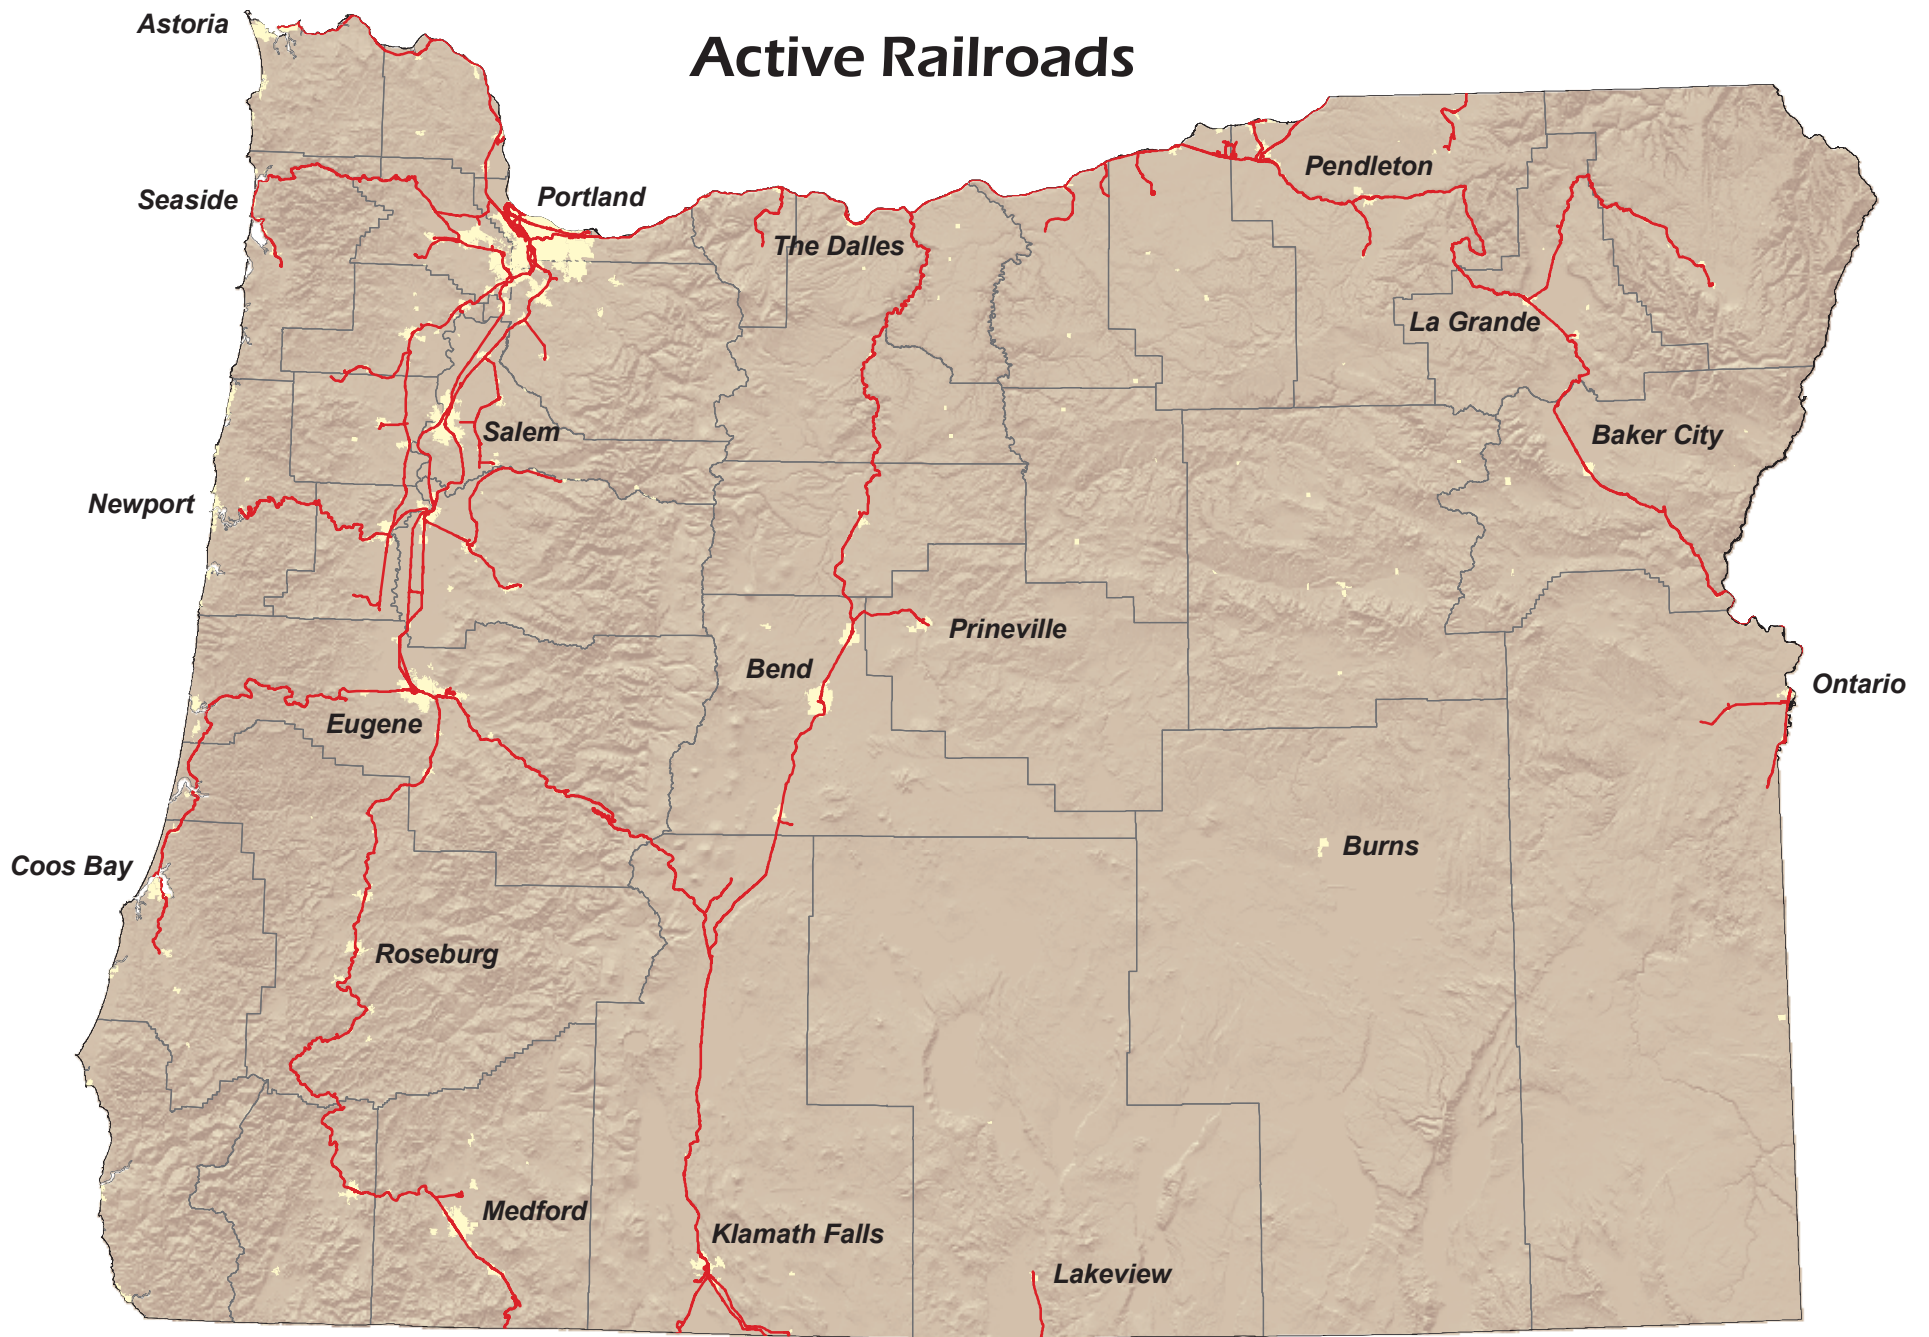 Active Railroads
Astoria
Seaside
Portland
Pendleton
The Dalles
La Grande
Salem
Baker City
Newport
Prineville
Bend
Ontario
Eugene
Burns
Coos Bay
Roseburg
Medford
Klamath Falls
Lakeview